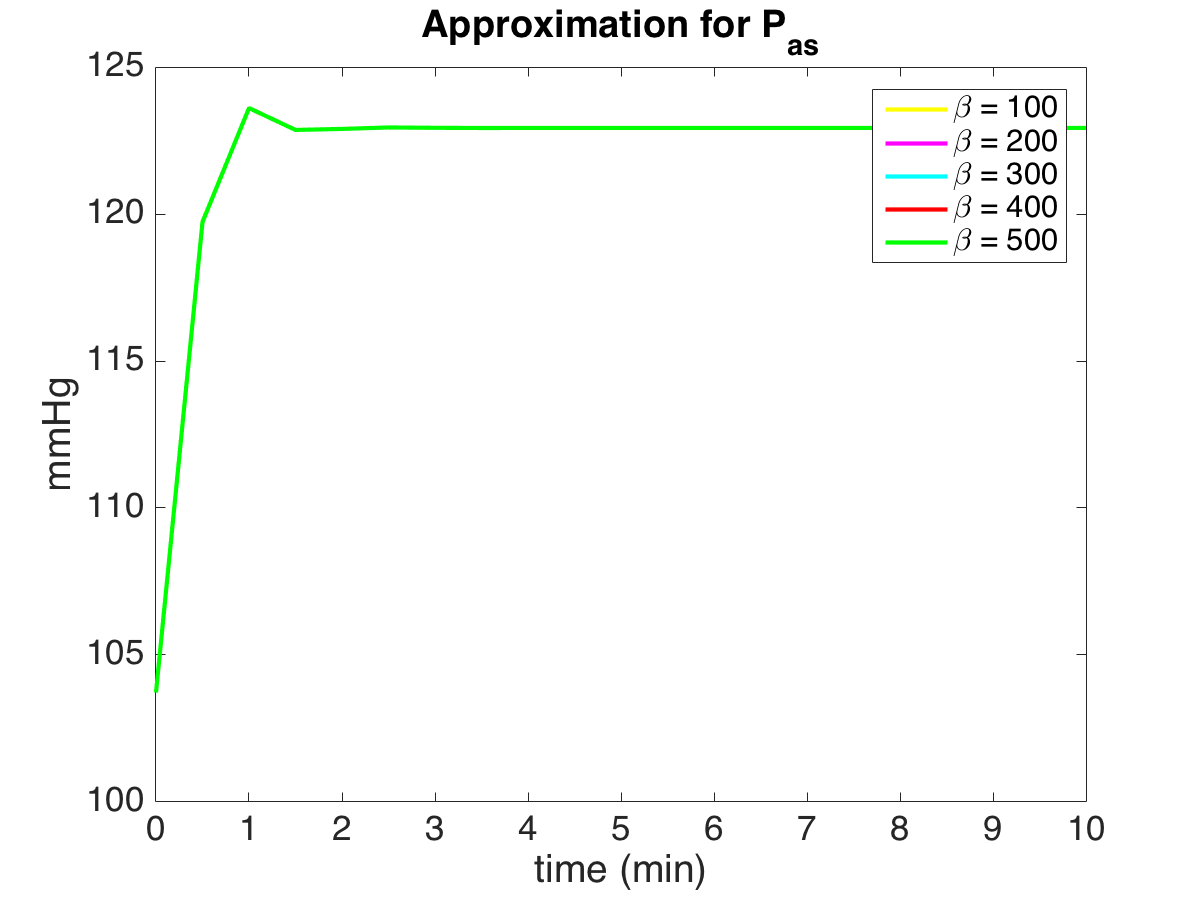 Approximation for P_as
125
120
115
110
105
100
mmHg
β = 100
β = 200
β = 300
β = 400
β = 500
0 1 2 3 4 5 6 7 8 9 10
time (min)